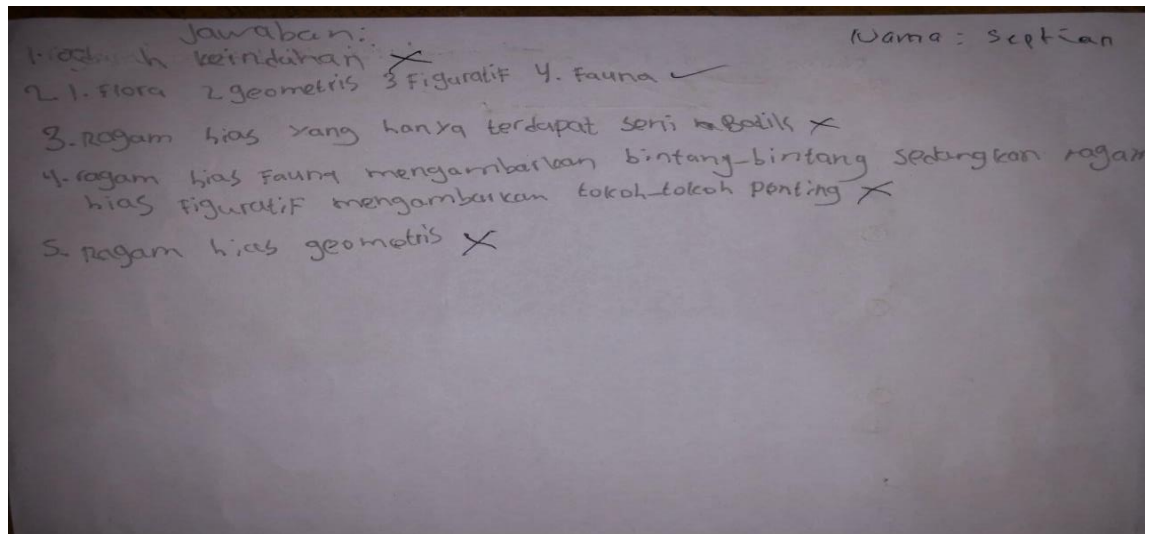 Jawaban:
Nama : Septian
1. keindahan ✗
2. 1. Flora 2 geometris 3 Figuratif 4. Fauna ✓
3. Ragam hias yang hanya terdapat seni Batik ✗
4. ragam hias Fauna mengambarkan bintang-bintang sedangkan ragam
hias Figuratif mengambarkan tokoh-tokoh penting ✗
5. Ragam hias geometris ✗